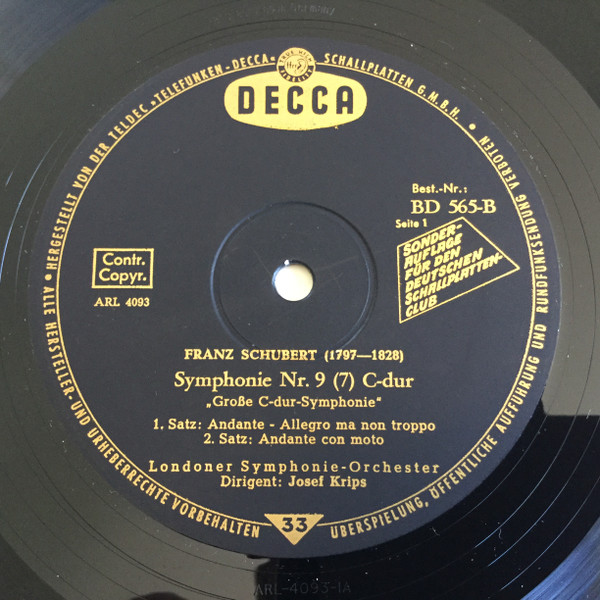 • HERGESTELLT VON DER TELDEC »TELEFUNKEN - DECCA« SCHALLPLATTEN G.M.B.H. •
DECCA
Best.-Nr.:
BD 565-B
Seite 1
SONDER-
AUFLAGE
FÜR DEN
DEUTSCHEN
SCHALLPLATTEN-
CLUB
Contr.
Copyr.
ARL 4093
FRANZ SCHUBERT (1797—1828)
Symphonie Nr. 9 (7) C-dur
„Große C-dur-Symphonie“
1. Satz: Andante - Allegro ma non troppo
2. Satz: Andante con moto
Londoner Symphonie-Orchester
Dirigent: Josef Krips
ALLE HERSTELLER- UND URHEBERRECHTE VORBEHALTEN
33
ÜBERSPIELUNG, ÖFFENTLICHE AUFFÜHRUNG UND RUNDFUNKSENDUNG VERBOTEN
ARL-4093-1A